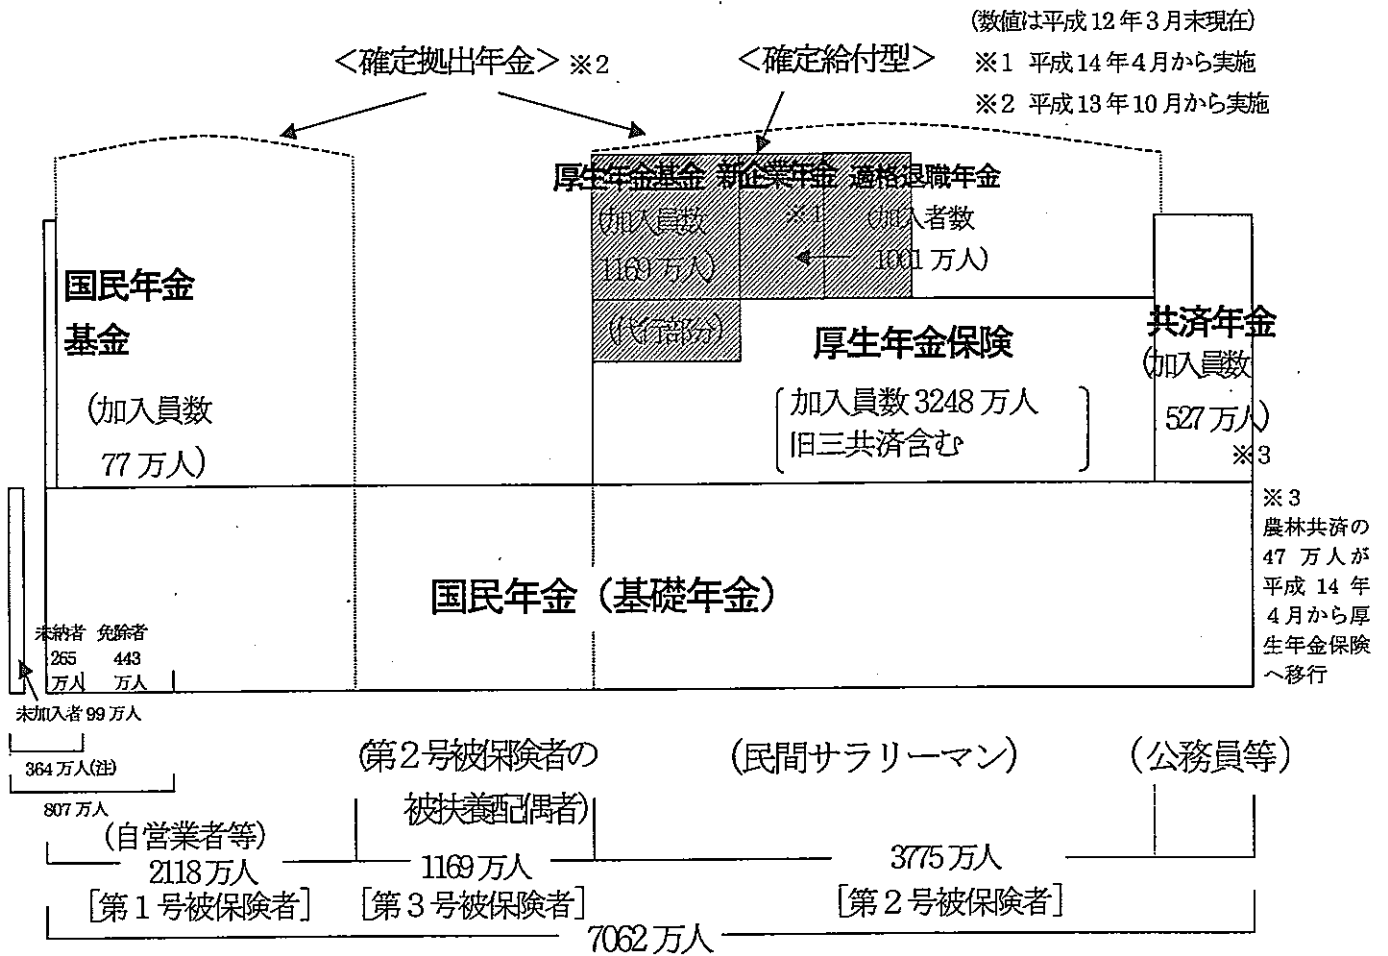 (数値は平成12年3月末現在)
<確定拠出年金>※2
<確定給付型>
※1 平成14年4月から実施
※2 平成13年10月から実施
厚生年金基金 新企業年金 適格退職年金
(加入員数
1169万人)
※1
(加入者数
1001万人)
(代行部分)
国民年金
基金
(加入員数
77万人)
厚生年金保険
加入員数3248万人
旧三共済含む
共済年金
(加入員数
527万人)
※3
国民年金(基礎年金)
※3
農林共済の
47 万人が
平成 14 年
4月から厚
生年金保険
へ移行
未納者 免除者
265 443
万人 万人
未加入者99万人
364万人(注)
807万人
(自営業者等)
2118万人
[第1号被保険者]
(第2号被保険者の
被扶養配偶者)
1169万人
[第3号被保険者]
(民間サラリーマン)
(公務員等)
3775万人
[第2号被保険者]
7062万人